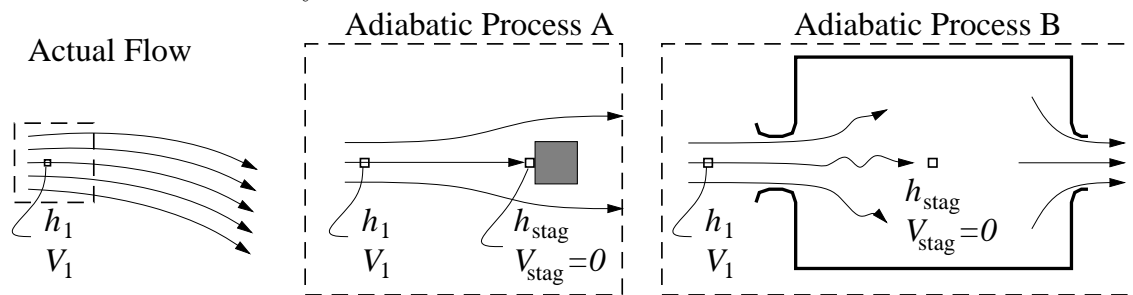 Actual Flow
Adiabatic Process A
Adiabatic Process B
h1
V1
h1
V1
hstag
Vstag=0
h1
V1
hstag
Vstag=0